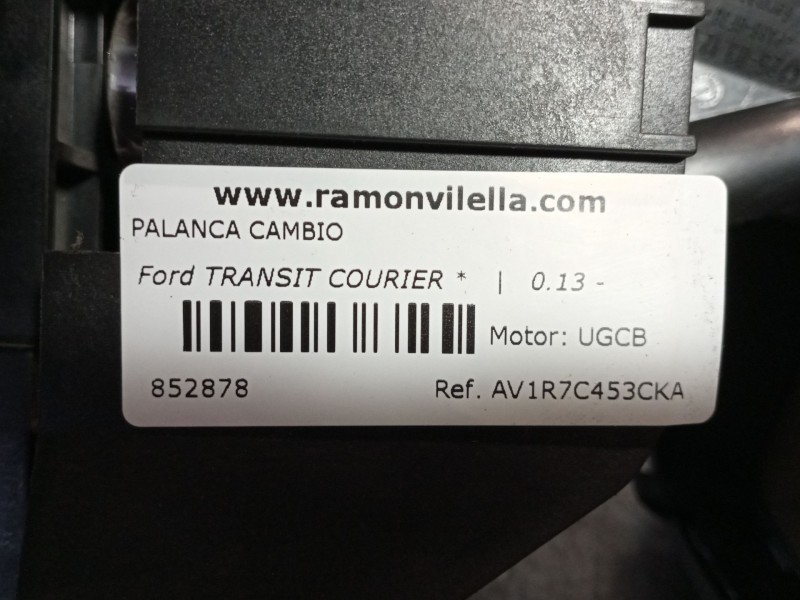 www.ramonvilella.com
PALANCA CAMBIO
Ford TRANSIT COURIER * | 0.13 -
Motor: UGCB
852878 Ref. AV1R7C453CKA